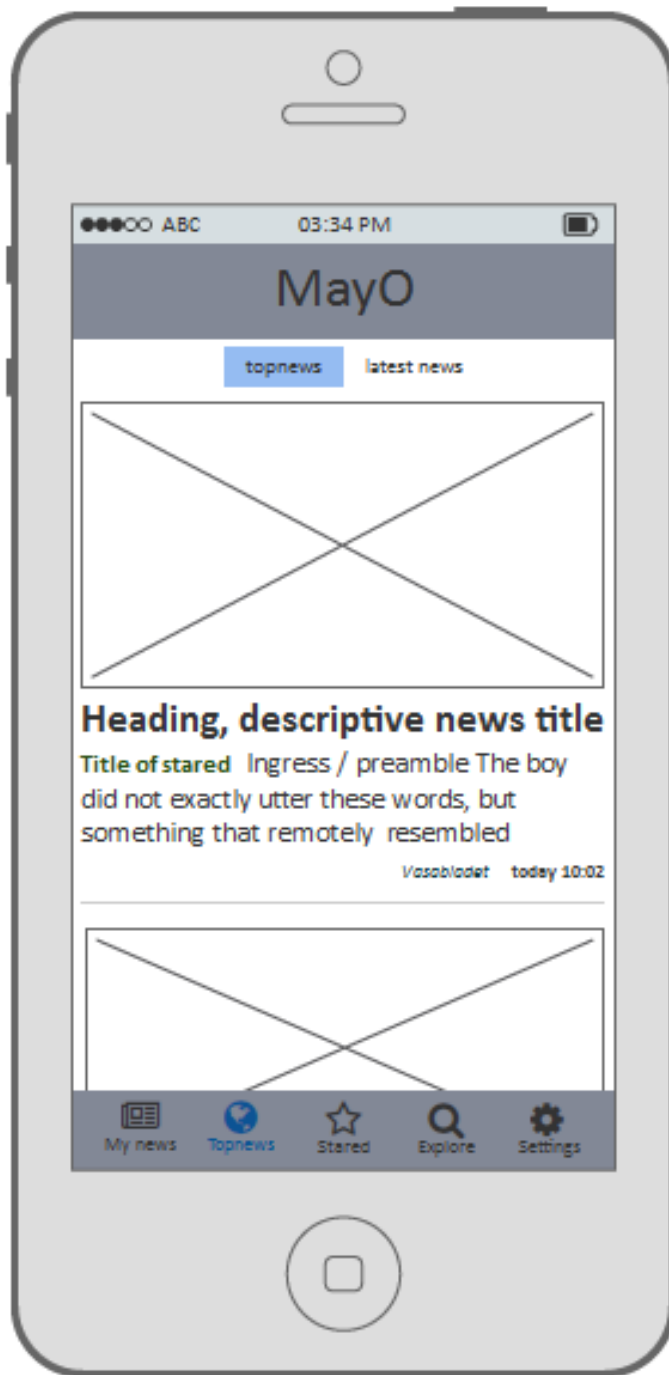 ABC 03:34 PM
MayO
topnews latest news
Heading, descriptive news title
Title of stared Ingress / preamble The boy
did not exactly utter these words, but
something that remotely resembled
Vasabladet today 10:02
My news Topnews Stared Explore Settings